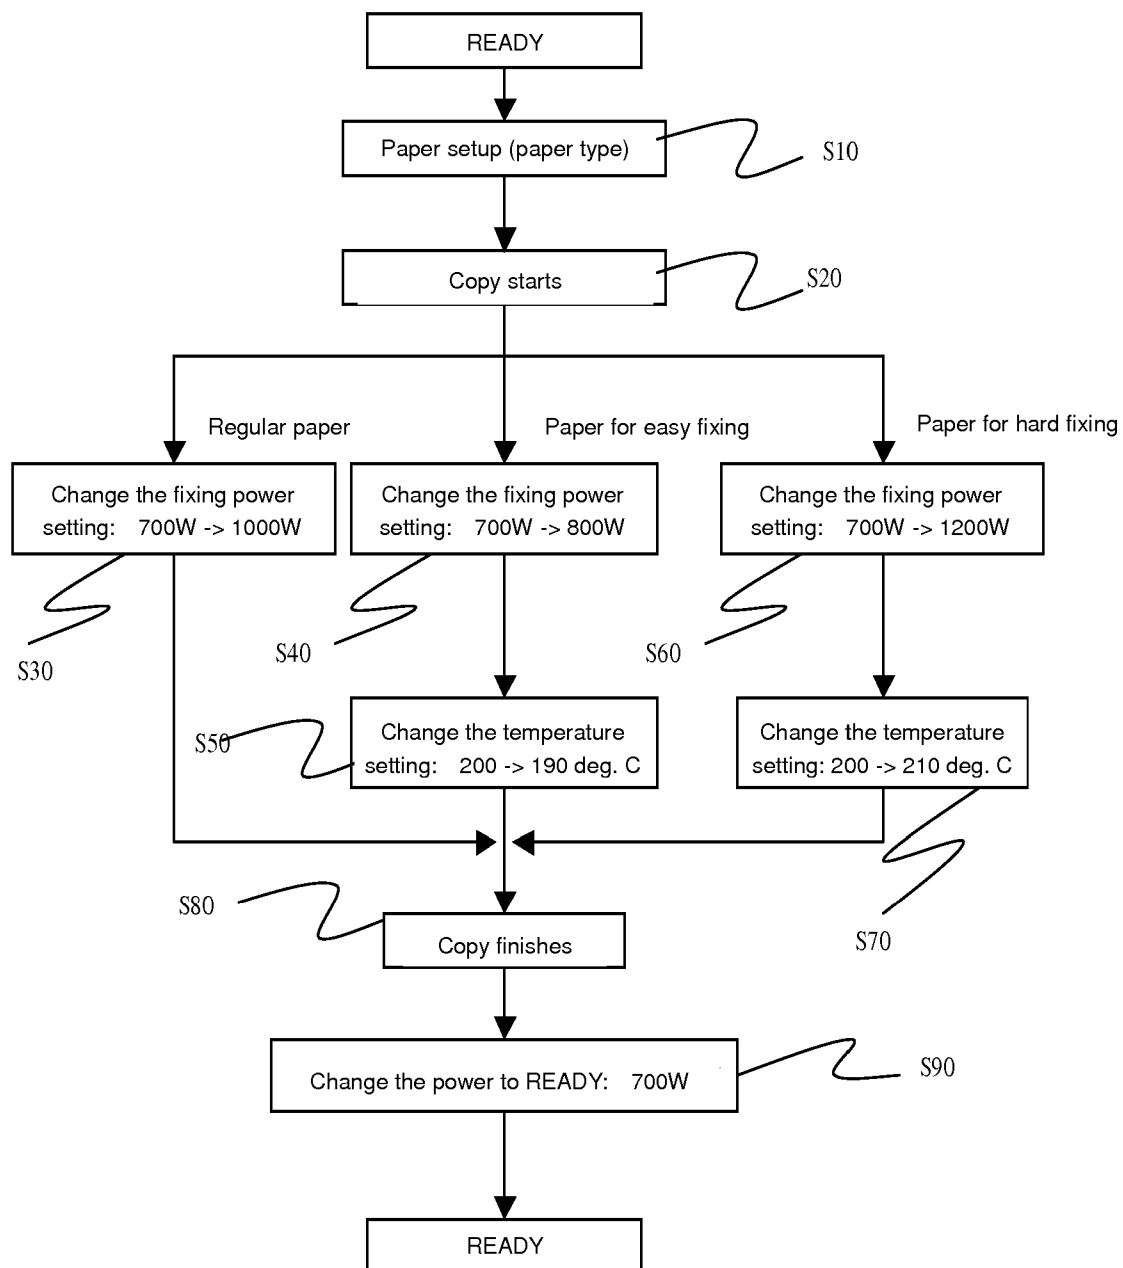 READY
Paper setup (paper type)
S10
Copy starts
S20
Regular paper
Paper for easy fixing
Paper for hard fixing
Change the fixing power
setting: 700W -> 1000W
Change the fixing power
setting: 700W -> 800W
Change the fixing power
setting: 700W -> 1200W
S30
S40
S60
S50
Change the temperature
setting: 200 -> 190 deg. C
Change the temperature
setting: 200 -> 210 deg. C
S80
S70
Copy finishes
Change the power to READY: 700W
S90
READY